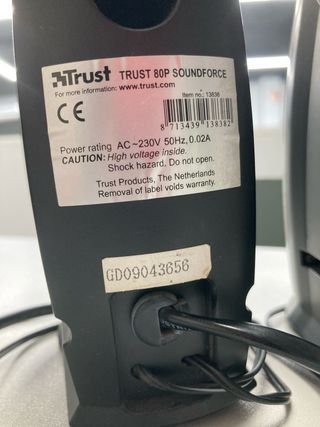 Trust TRUST 80P SOUNDFORCE
For more information: www.trust.com
Item no.: 13838
8 713439 138382
Power rating AC ~230V 50Hz, 0.02A
CAUTION: High voltage inside.
Shock hazard. Do not open.
Trust Products, The Netherlands
Removal of label volds warranty.
GD09043656